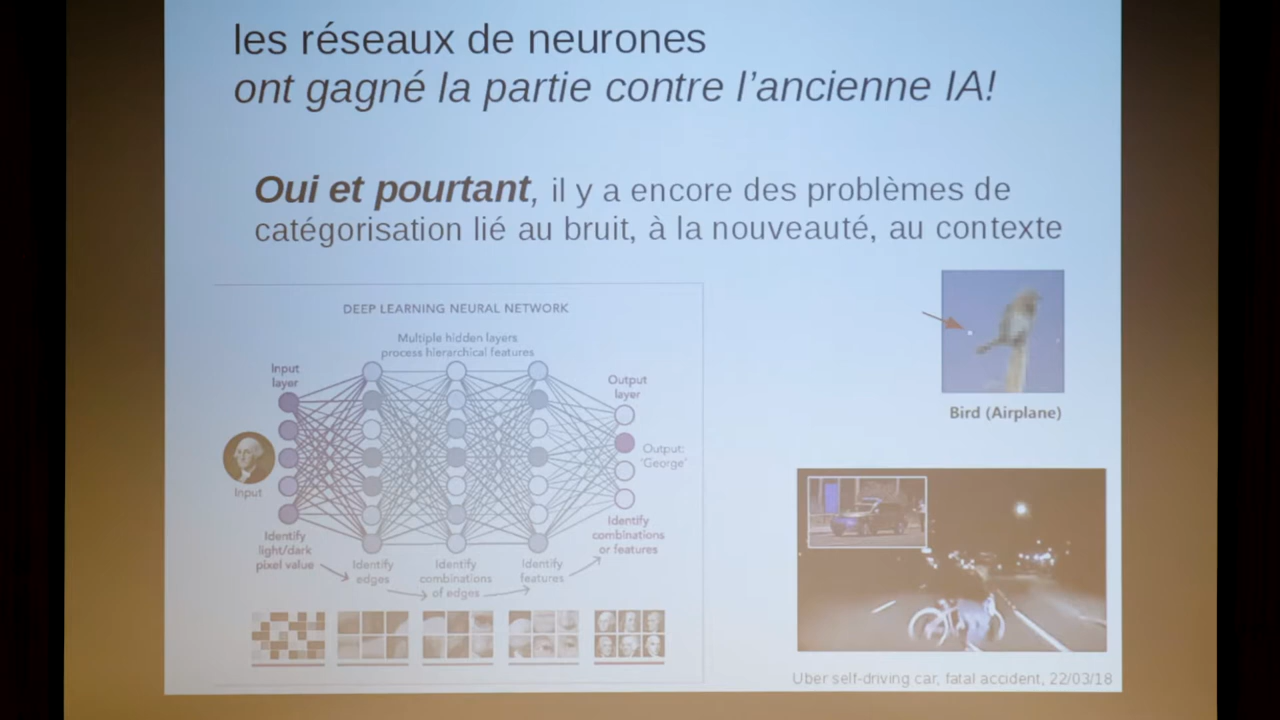 les réseaux de neurones
ont gagné la partie contre l'ancienne IA!
Oui et pourtant, il y a encore des problèmes de
catégorisation lié au bruit, à la nouveauté, au contexte
DEEP LEARNING NEURAL NETWORK
Multiple hidden layers
process hierarchical features
Input
layer
Output
layer
Output:
'George'
Input
Identify
light/dark
pixel value
Identify
edges
Identify
combinations
of edges
Identify
features
Identify
combinations
or features
Bird (Airplane)
Uber self-driving car, fatal accident, 22/03/18